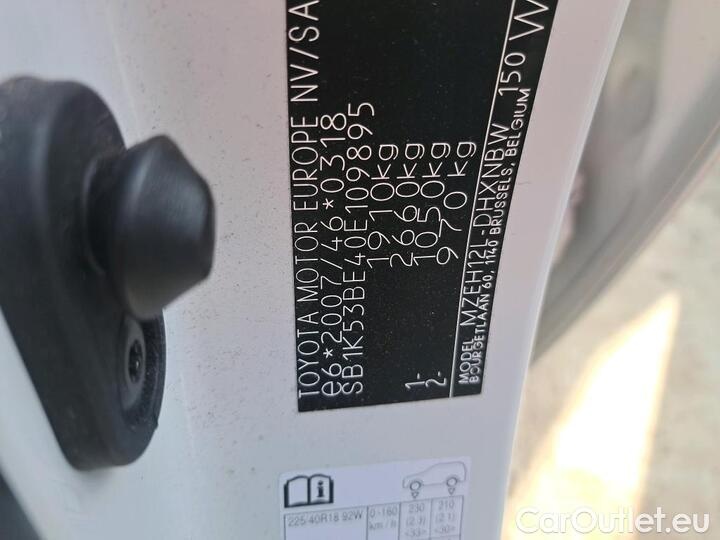 TOYOTA MOTOR EUROPE NV/SA
e6*2007/46*0318
SB1K53BE40E109895
1910kg
2660kg
1- 1050kg
2- 970kg
MODEL MZEH12L-DHXNBW 150 W
BOURGETLAAN 60, 1140 BRUSSELS, BELGIUM
i
225/40R18 92W
0-160
km/h
230
(2.3)
<33>
210
(2.1)
<30>
CarOutlet.eu